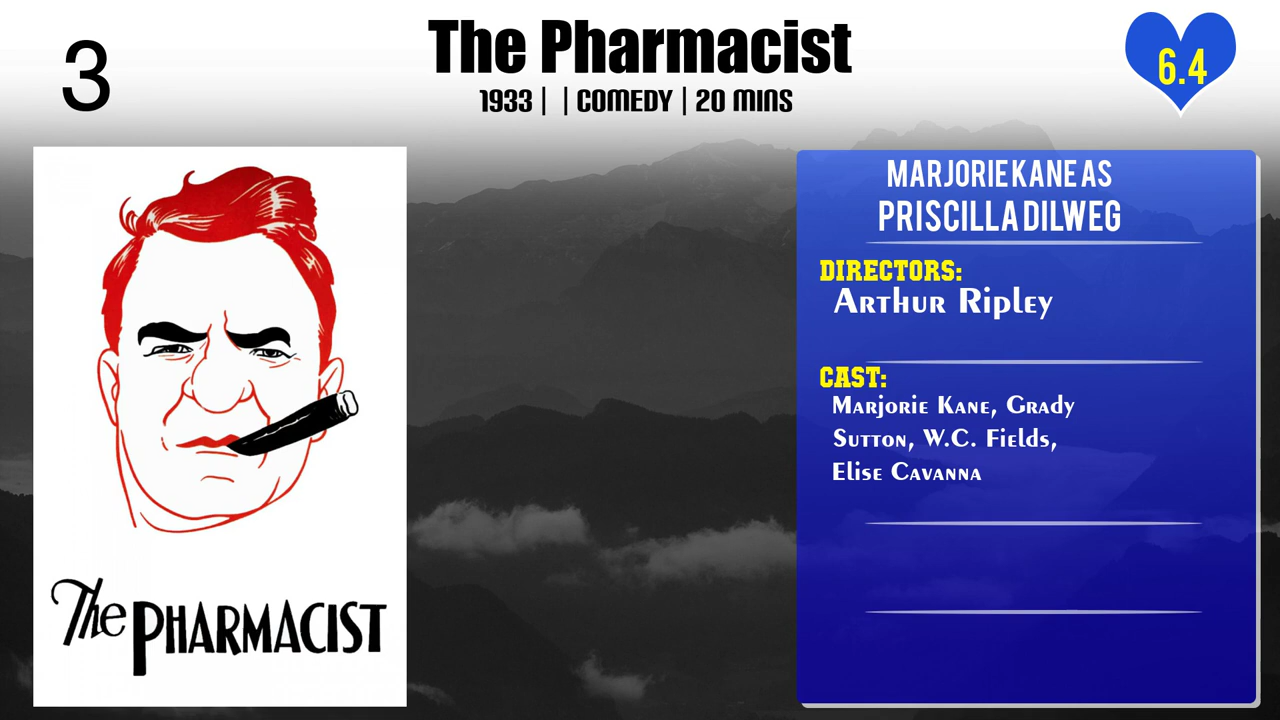 3
The Pharmacist
1933 | | COMEDY | 20 MINS
6.4
The PHARMACIST
MARJORIE KANE AS
PRISCILLA DILWEG
DIRECTORS:
Arthur Ripley
CAST:
Marjorie Kane, Grady
Sutton, W.C. Fields,
Elise Cavanna